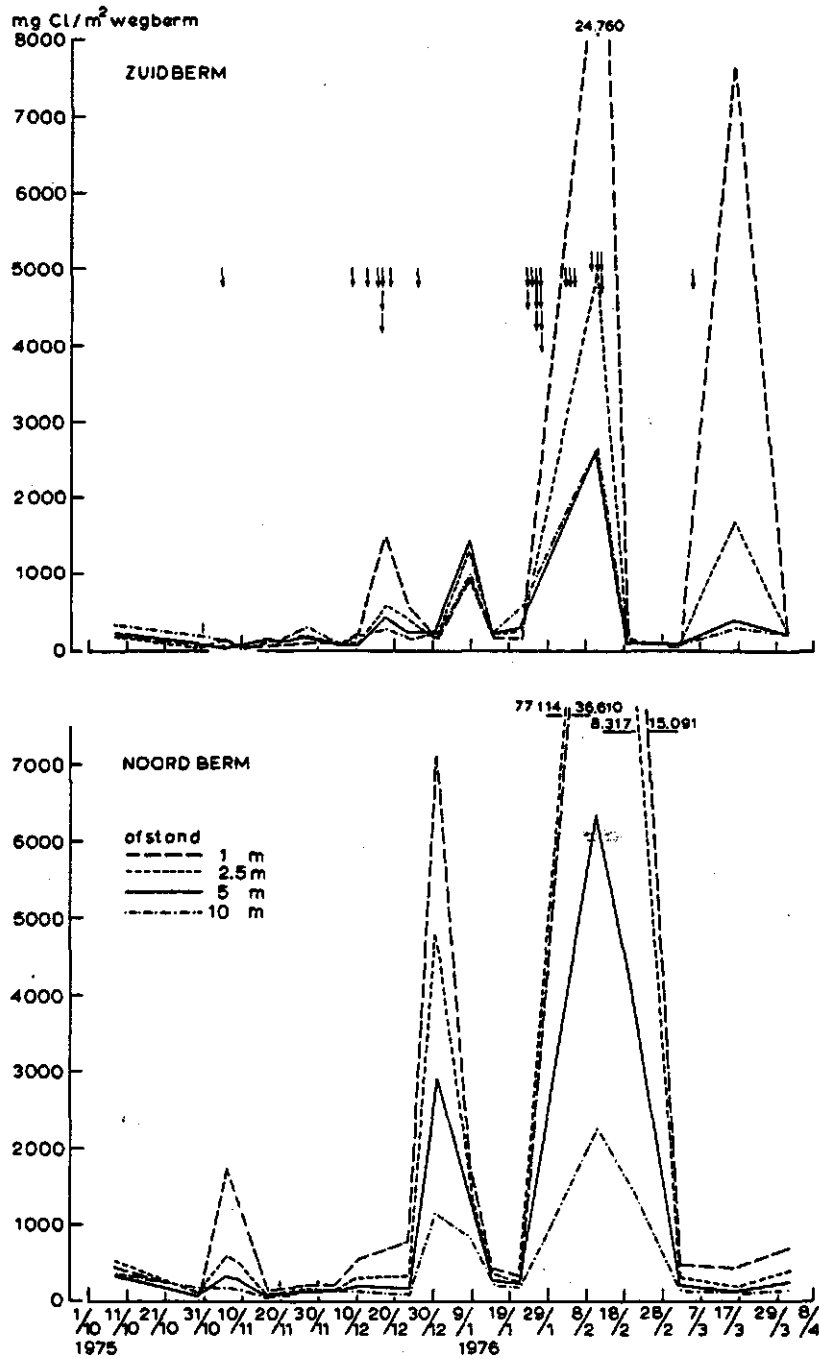 mg Cl/m² wegberm
24.760
8000
ZUIDBERM
7000
6000
5000
4000
3000
2000
1000
0
77114 36.610
8.317 15.091
7000
NOORD BERM
6000
afstand
1 m
2.5 m
5 m
10 m
5000
4000
3000
2000
1000
0
1/10 11/10 21/10 31/10 10/11 20/11 30/11 10/12 20/12 30/12 9/1 19/1 29/1 8/2 18/2 28/2 7/3 17/3 29/3 8/4
1975 1976